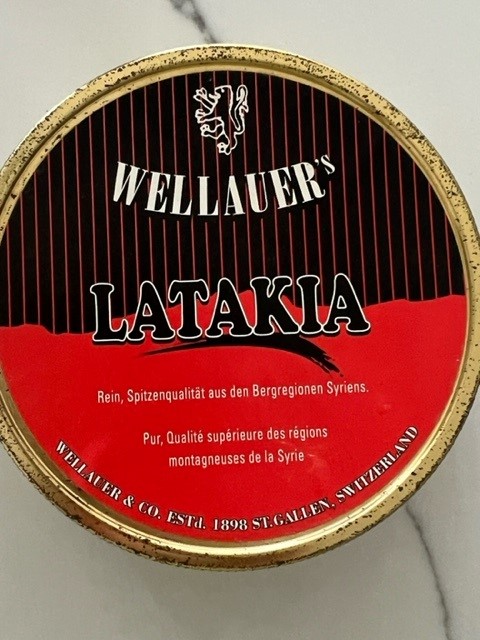 WELLAUER'S
LATAKIA
Rein, Spitzenqualität aus den Bergregionen Syriens.
Pur, Qualité supérieure des régions
montagneuses de la Syrie
WELLAUER & CO. ESTd. 1898 ST.GALLEN, SWITZERLAND